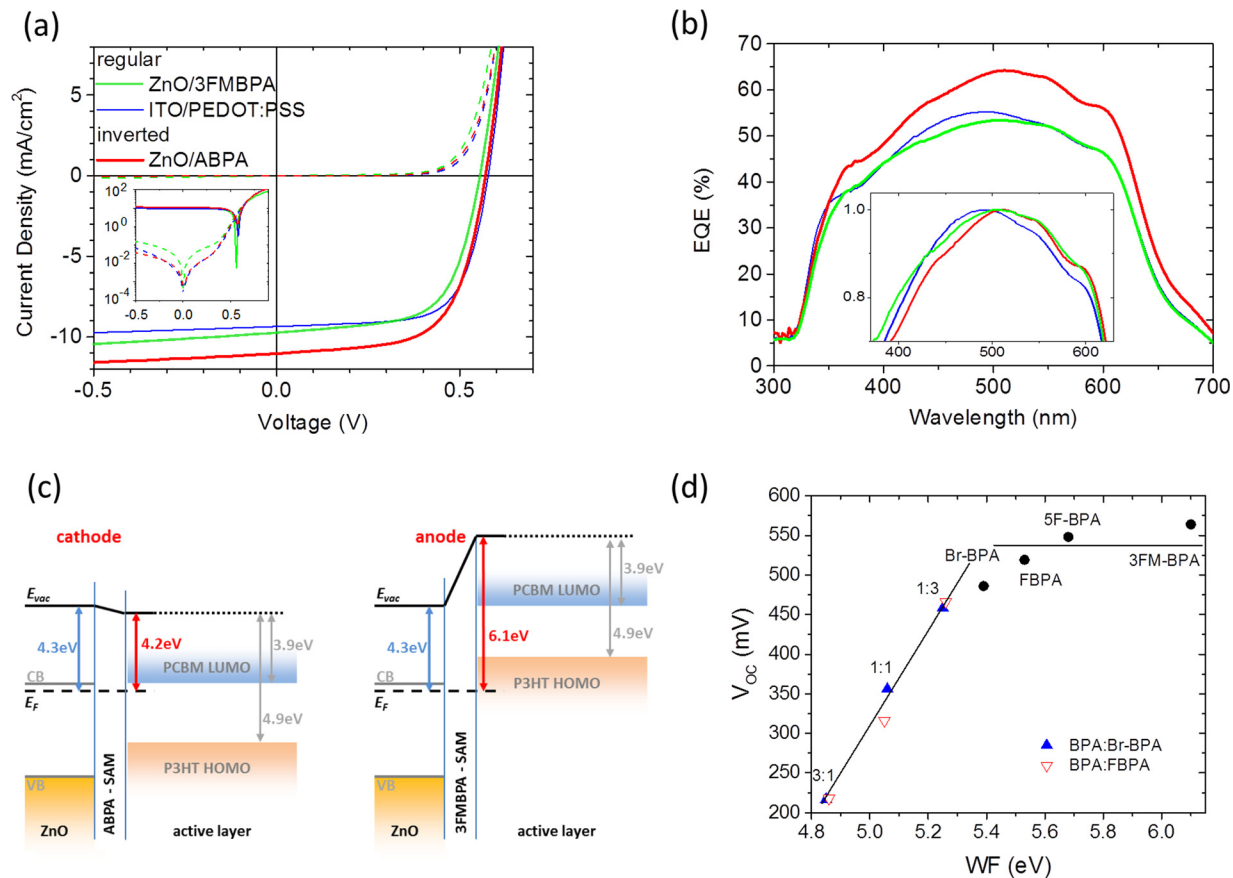 (a)
regular
ZnO/3FMBPA
ITO/PEDOT:PSS
inverted
ZnO/ABPA
Current Density (mA/cm²)
5
0
-5
-10
-0.5 0.0 0.5
Voltage (V)
10²
10⁰
10⁻²
10⁻⁴
-0.5 0.0 0.5
(b)
EQE (%)
70
60
50
40
30
20
10
0
300 400 500 600 700
Wavelength (nm)
1.0
0.8
400 500 600
(c)
cathode
Evac
4.3eV
4.2eV
3.9eV
PCBM LUMO
CB
EF
4.9eV
P3HT HOMO
VB
ABPA - SAM
ZnO
active layer
anode
3.9eV
PCBM LUMO
Evac
4.3eV
6.1eV
4.9eV
P3HT HOMO
CB
EF
VB
3FMBPA - SAM
ZnO
active layer
(d)
VOC (mV)
600
550
500
450
400
350
300
250
200
5F-BPA
Br-BPA
FBPA
3FM-BPA
1:3
1:1
3:1
BPA:Br-BPA
BPA:FBPA
4.8 5.0 5.2 5.4 5.6 5.8 6.0
WF (eV)